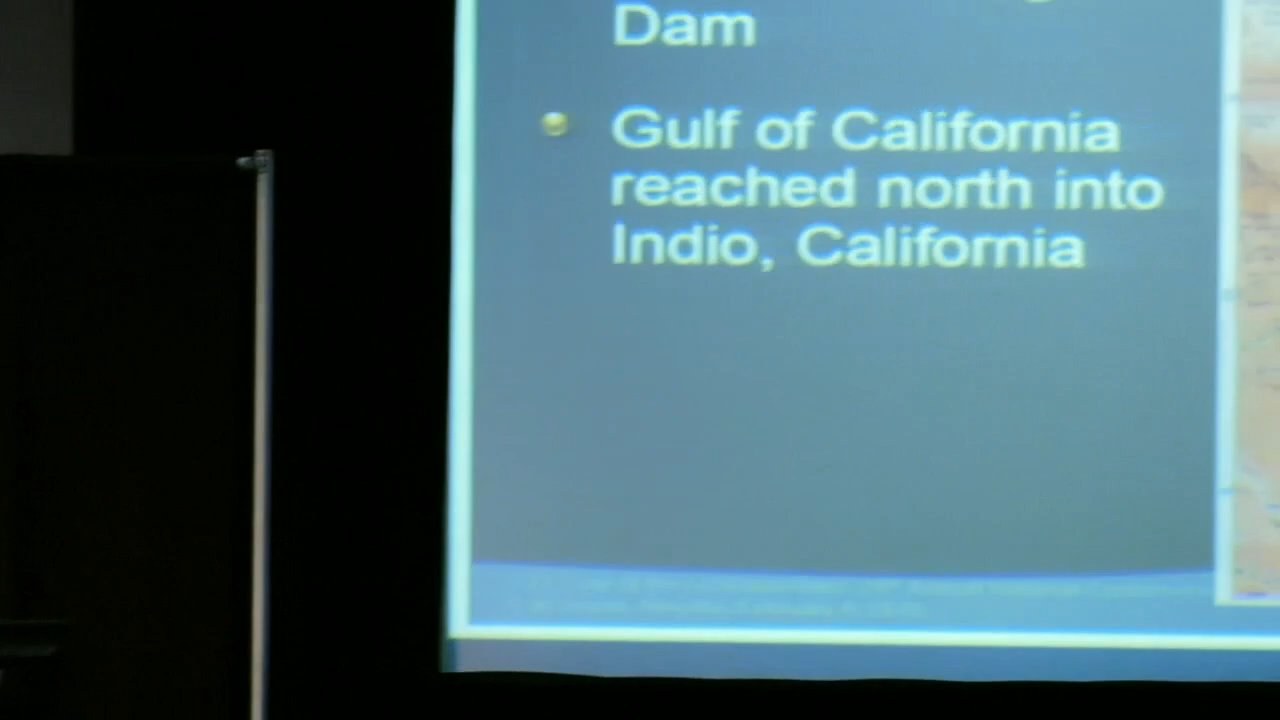 Dam
Gulf of California
reached north into
Indio, California